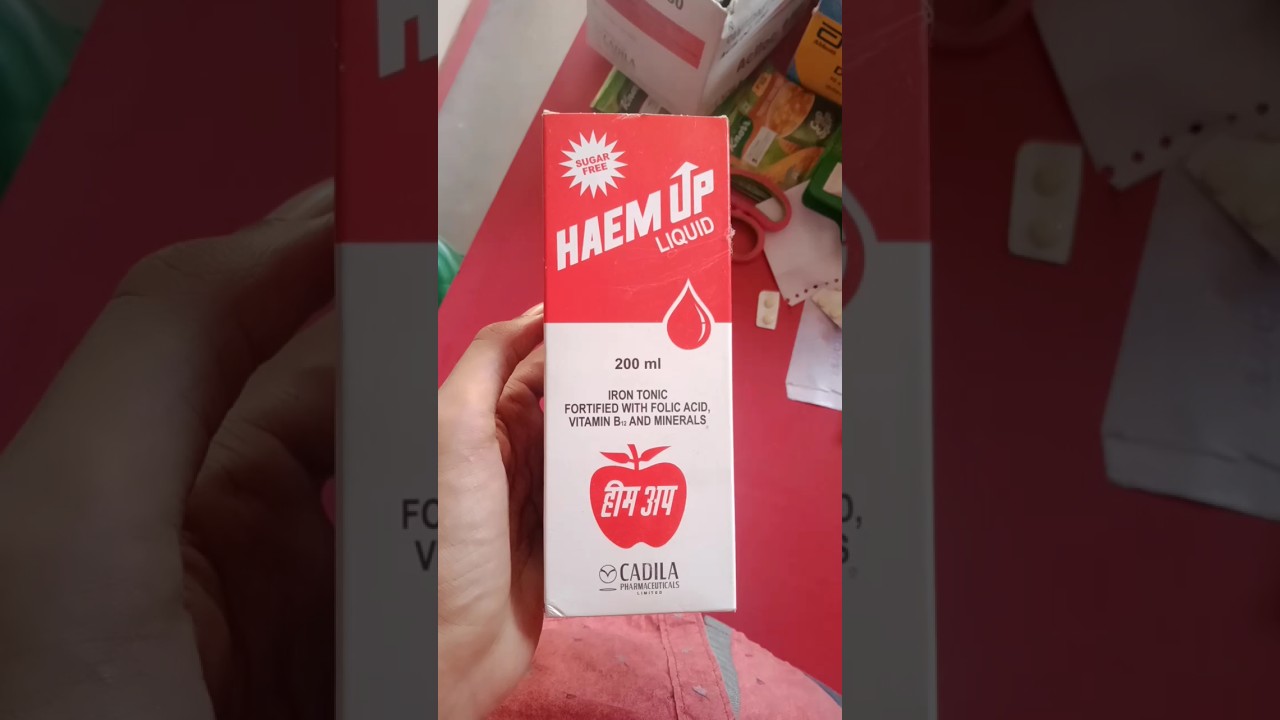 CADILA
SUGAR
FREE
HAEM UP
LIQUID
200 ml
IRON TONIC
FORTIFIED WITH FOLIC ACID,
VITAMIN B₁₂ AND MINERALS
हीम अप
CADILA
PHARMACEUTICALS
LIMITED